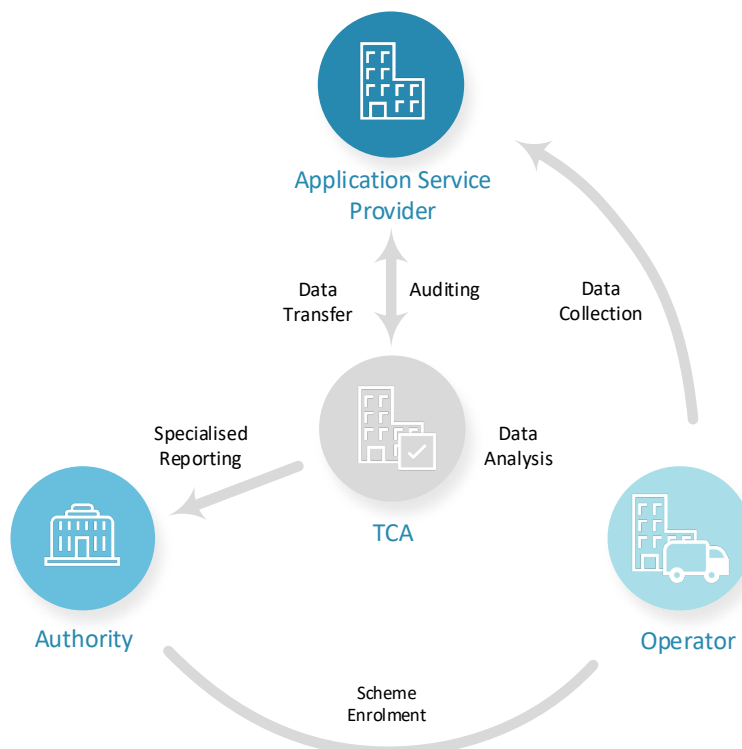 Application Service
Provider
Data
Transfer
Auditing
Data
Collection
Specialised
Reporting
Data
Analysis
TCA
Authority
Operator
Scheme
Enrolment